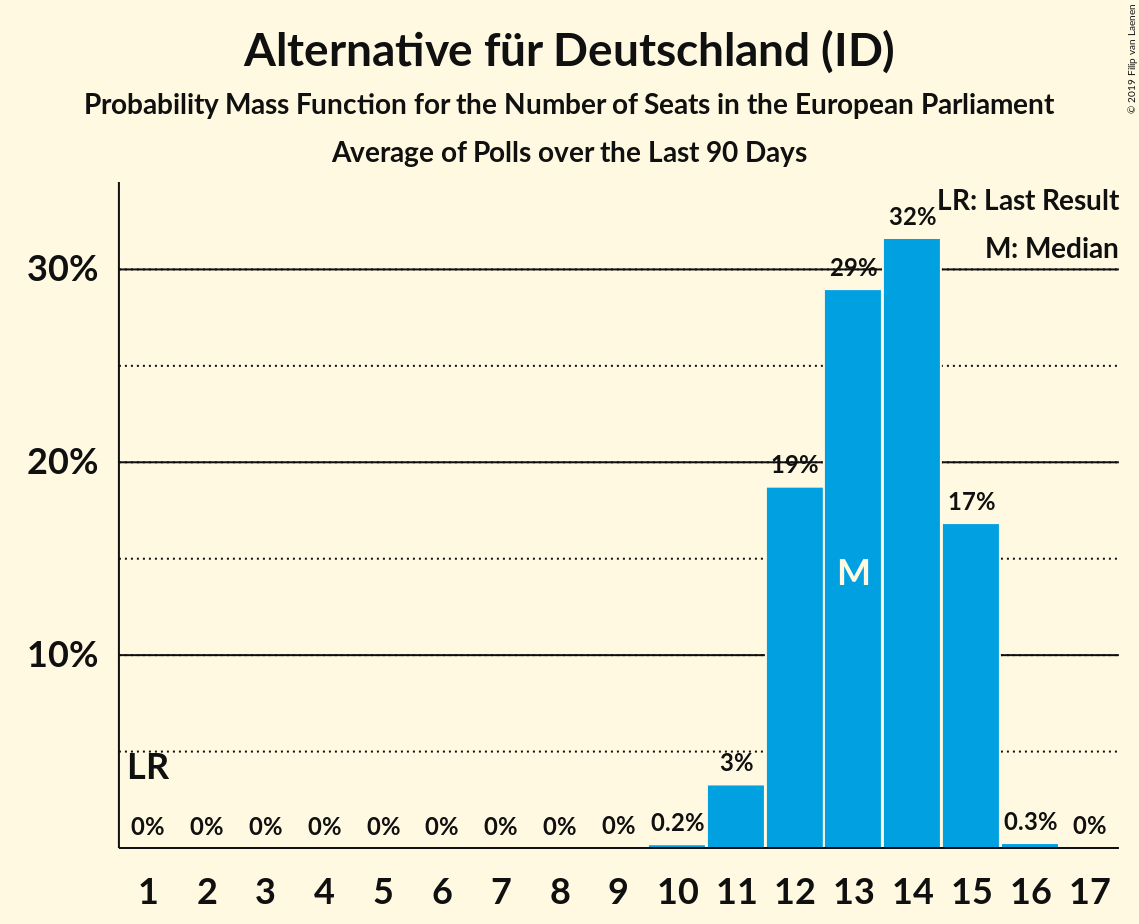 Alternative für Deutschland (ID)
Probability Mass Function for the Number of Seats in the European Parliament
Average of Polls over the Last 90 Days
© 2019 Filip van Laenen
LR: Last Result
M: Median
30%
20%
10%
LR
M
0% 0% 0% 0% 0% 0% 0% 0% 0% 0.2% 3% 19% 29% 32% 17% 0.3% 0%
1 2 3 4 5 6 7 8 9 10 11 12 13 14 15 16 17